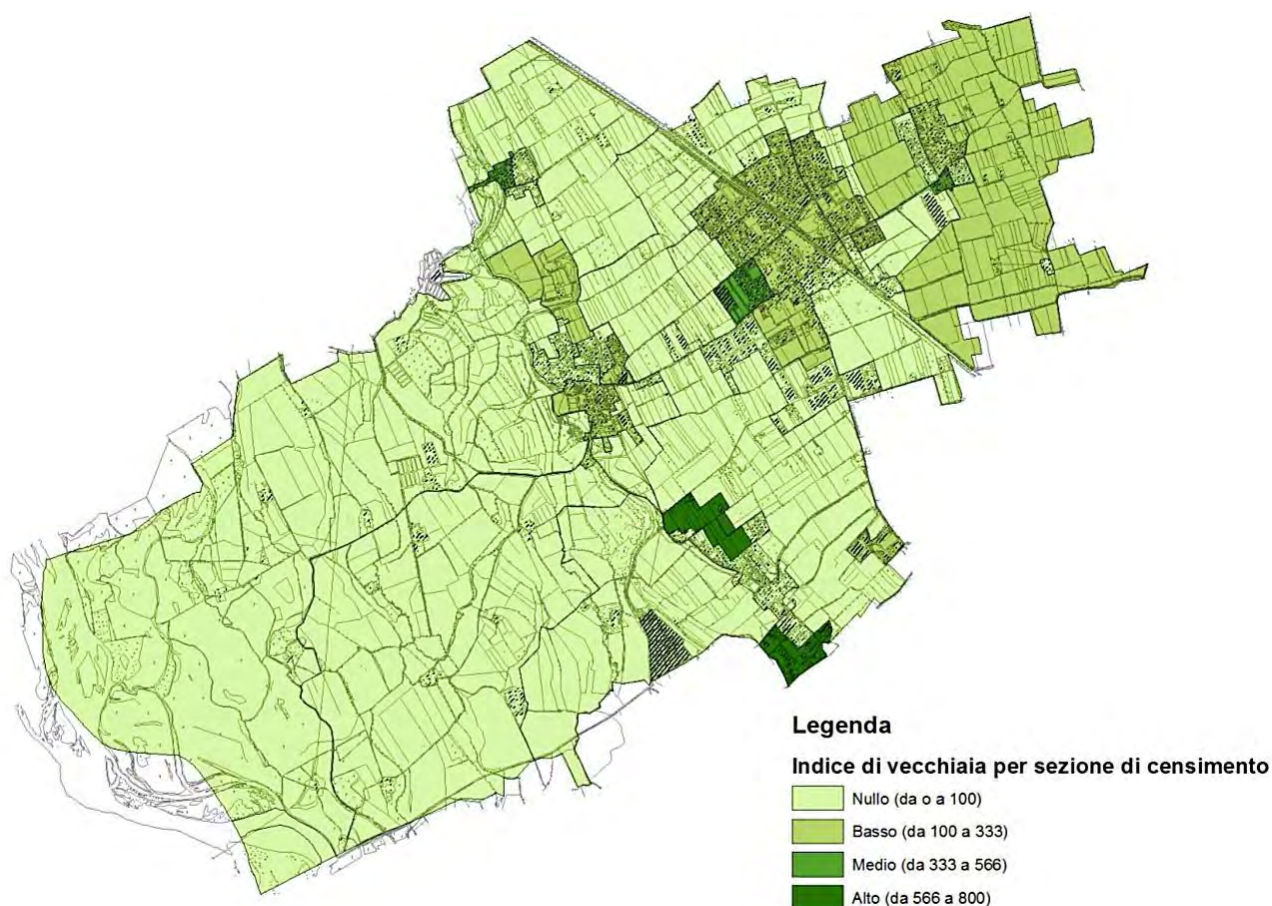 Legenda
Indice di vecchiaia per sezione di censimento
Nullo (da o a 100)
Basso (da 100 a 333)
Medio (da 333 a 566)
Alto (da 566 a 800)